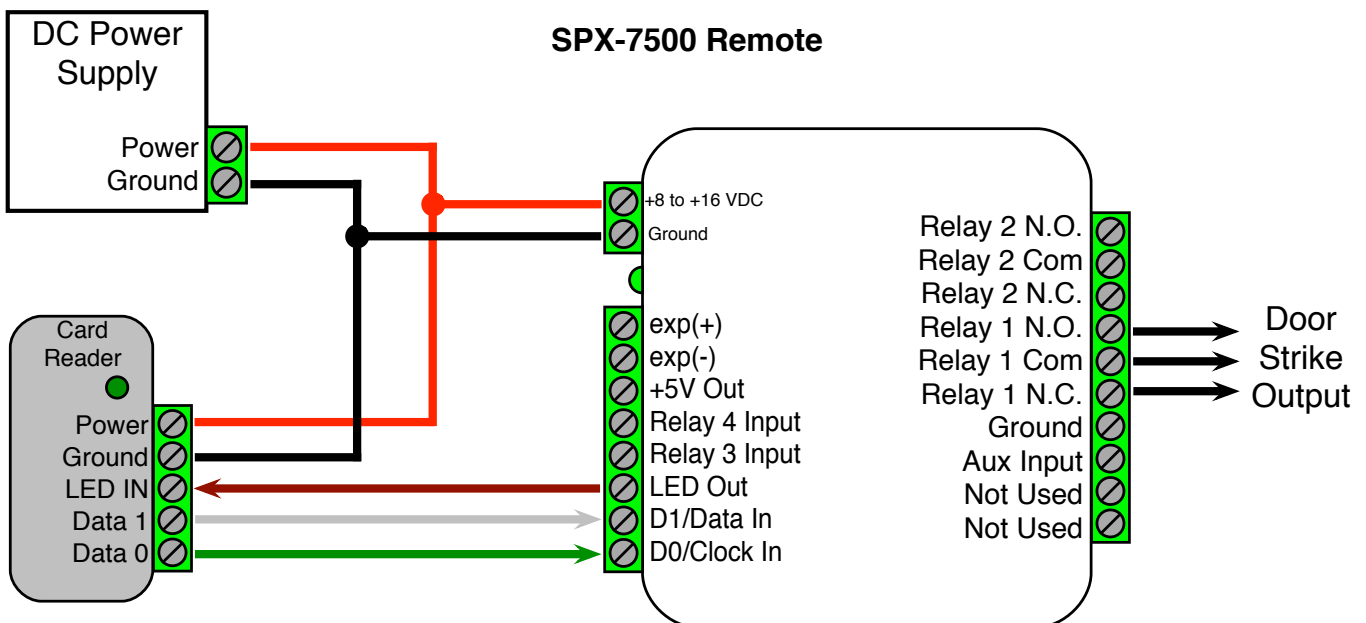 SPX-7500 Remote
DC Power
Supply
Power
Ground
+8 to +16 VDC
Ground
Card
Reader
Power
Ground
LED IN
Data 1
Data 0
exp(+)
exp(-)
+5V Out
Relay 4 Input
Relay 3 Input
LED Out
D1/Data In
D0/Clock In
Relay 2 N.O.
Relay 2 Com
Relay 2 N.C.
Relay 1 N.O.
Relay 1 Com
Relay 1 N.C.
Ground
Aux Input
Not Used
Not Used
Door
Strike
Output